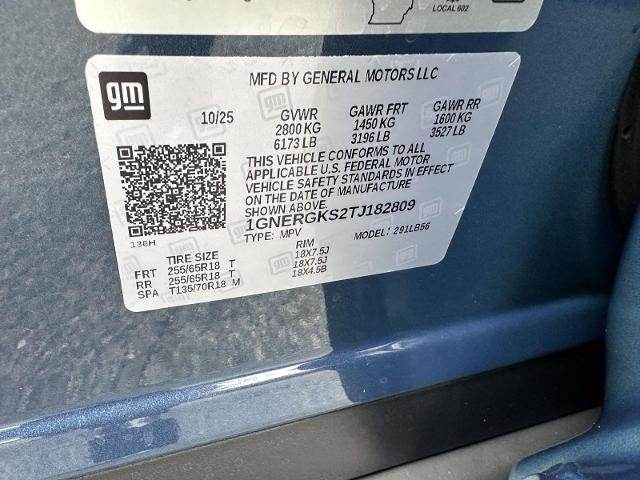 LOCAL 602
gm
MFD BY GENERAL MOTORS LLC
10/25 GVWR GAWR FRT GAWR RR
2800 KG 1450 KG 1600 KG
6173 LB 3196 LB 3527 LB
THIS VEHICLE CONFORMS TO ALL
APPLICABLE U.S. FEDERAL MOTOR
VEHICLE SAFETY STANDARDS IN EFFECT
ON THE DATE OF MANUFACTURE
SHOWN ABOVE.
1GNERGKS2TJ182809
TYPE: MPV MODEL: 291LB56
136H
TIRE SIZE RIM
FRT 255/65R18 T 18X7.5J
RR 255/65R18 T 18X7.5J
SPA T135/70R18 M 18X4.5B